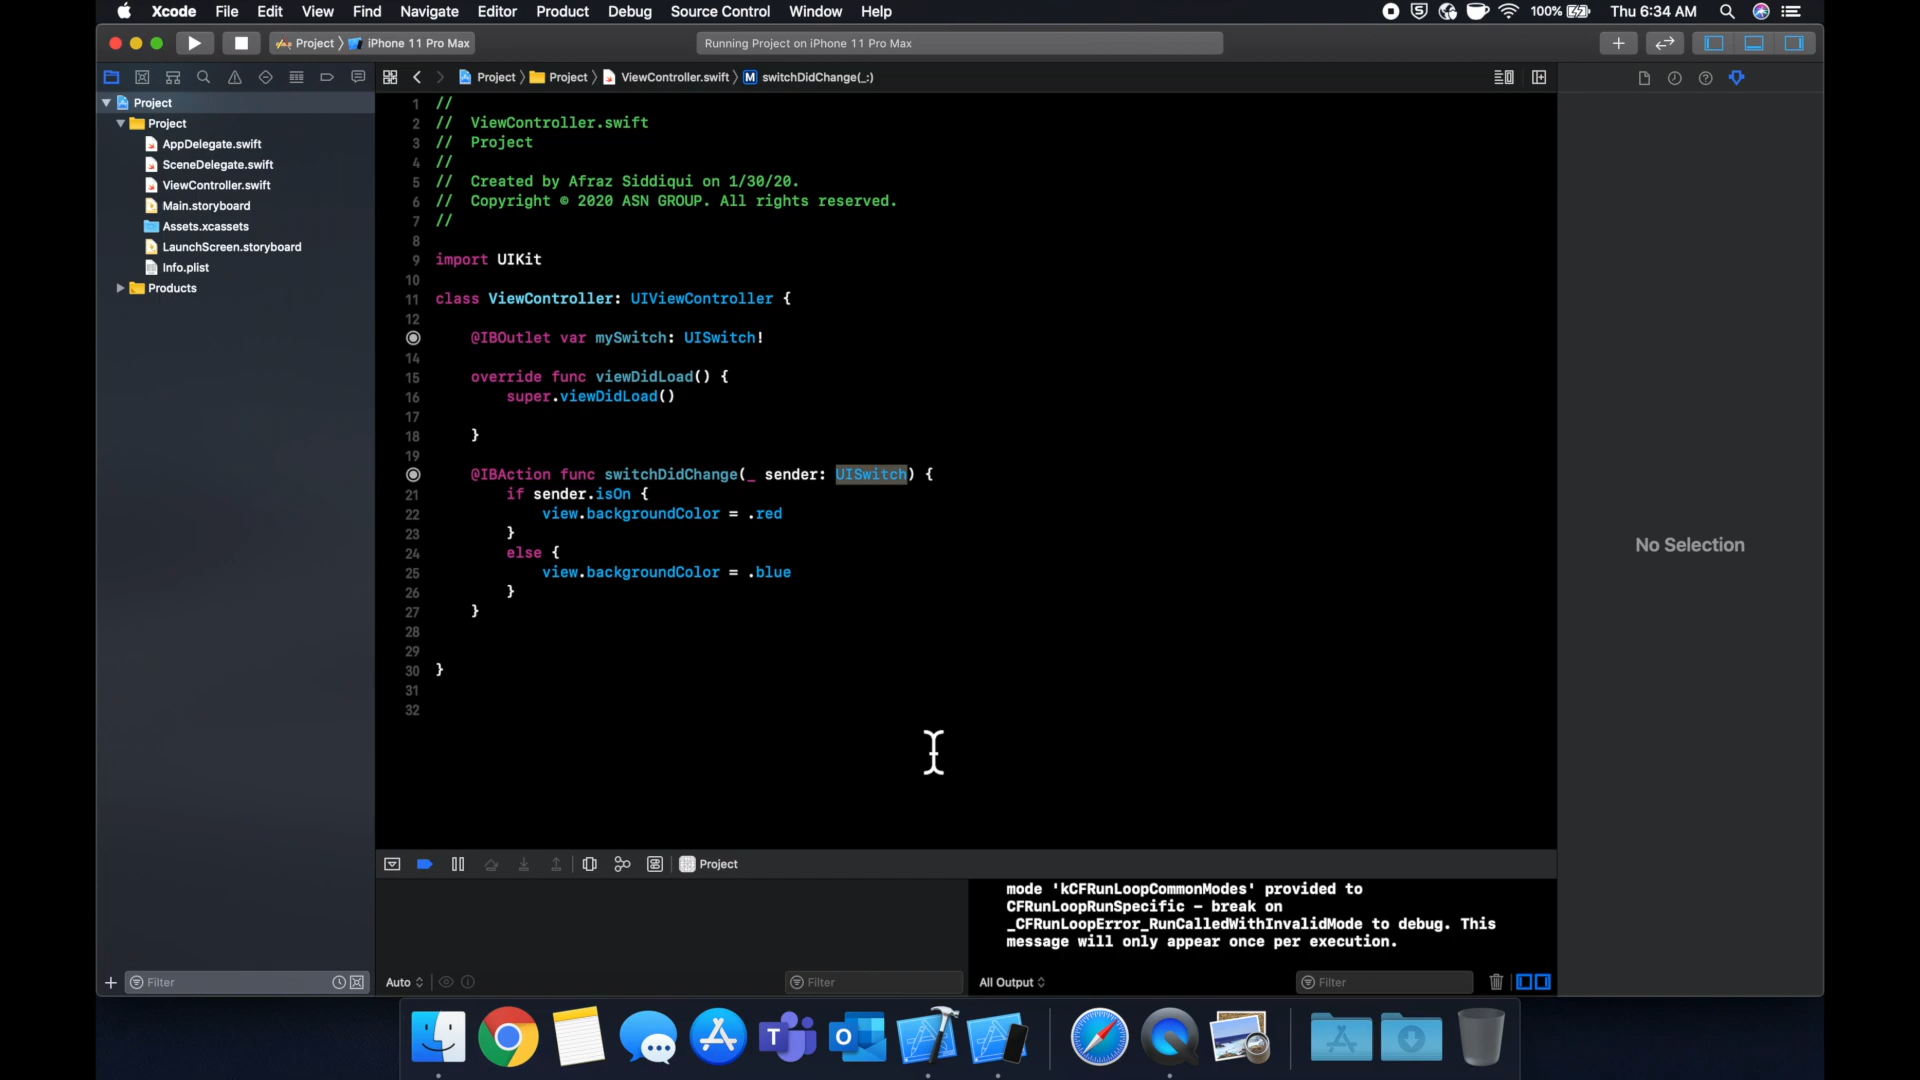 Xcode File Edit View Find Navigate Editor Product Debug Source Control Window Help 100% Thu 6:34 AM
Project iPhone 11 Pro Max Running Project on iPhone 11 Pro Max
Project Project ViewController.swift M switchDidChange(_:)
Project
Project
AppDelegate.swift
SceneDelegate.swift
ViewController.swift
Main.storyboard
Assets.xcassets
LaunchScreen.storyboard
Info.plist
Products
1 //
2 // ViewController.swift
3 // Project
4 //
5 // Created by Afraz Siddiqui on 1/30/20.
6 // Copyright © 2020 ASN GROUP. All rights reserved.
7 //
8
9 import UIKit
10
11 class ViewController: UIViewController {
12
@IBOutlet var mySwitch: UISwitch!
14
15 override func viewDidLoad() {
16 super.viewDidLoad()
17
18 }
19
@IBAction func switchDidChange(_ sender: UISwitch) {
21 if sender.isOn {
22 view.backgroundColor = .red
23 }
24 else {
25 view.backgroundColor = .blue
26 }
27 }
28
29
30 }
31
32
No Selection
Project
mode 'kCFRunLoopCommonModes' provided to
CFRunLoopRunSpecific - break on
_CFRunLoopError_RunCalledWithInvalidMode to debug. This
message will only appear once per execution.
Filter Auto Filter All Output Filter
T O